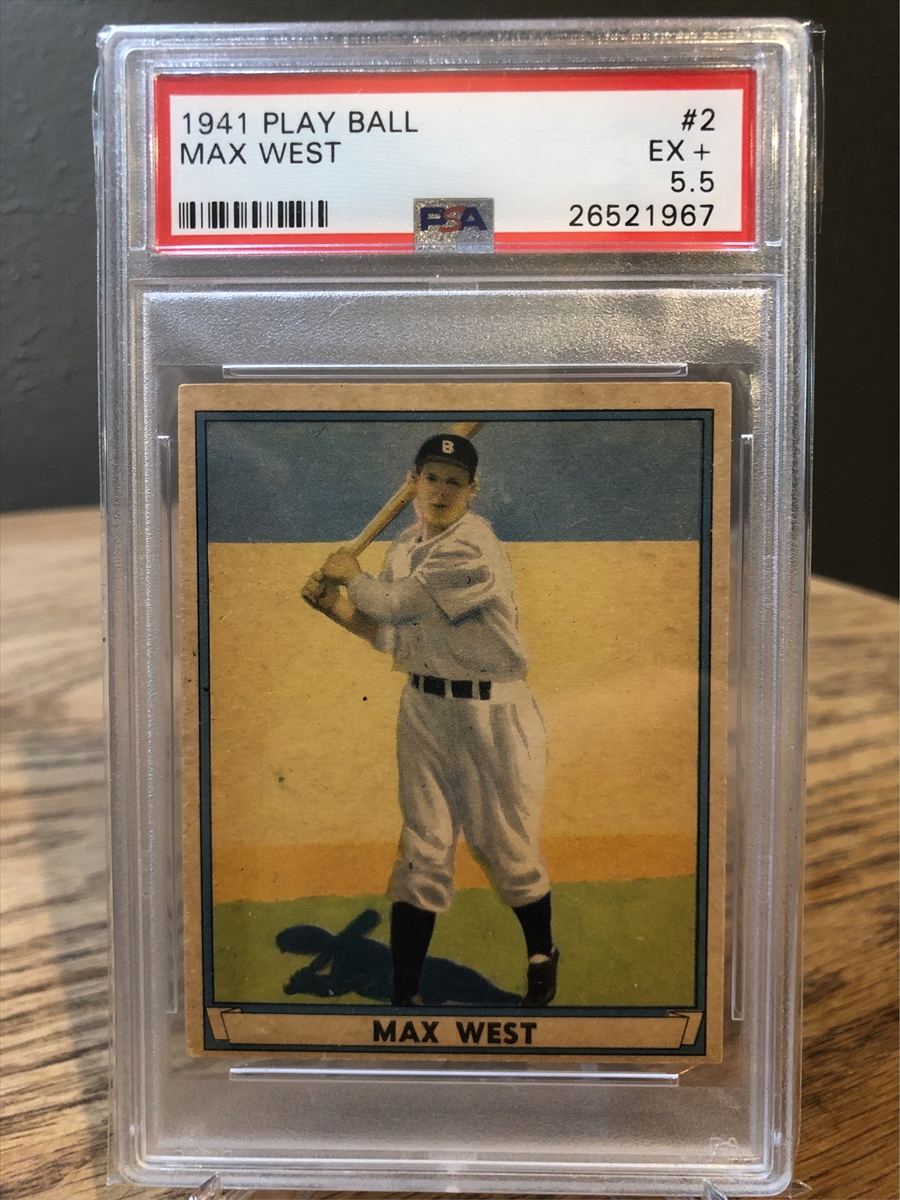 1941 PLAY BALL #2
MAX WEST EX +
5.5
PSA 26521967
B
MAX WEST